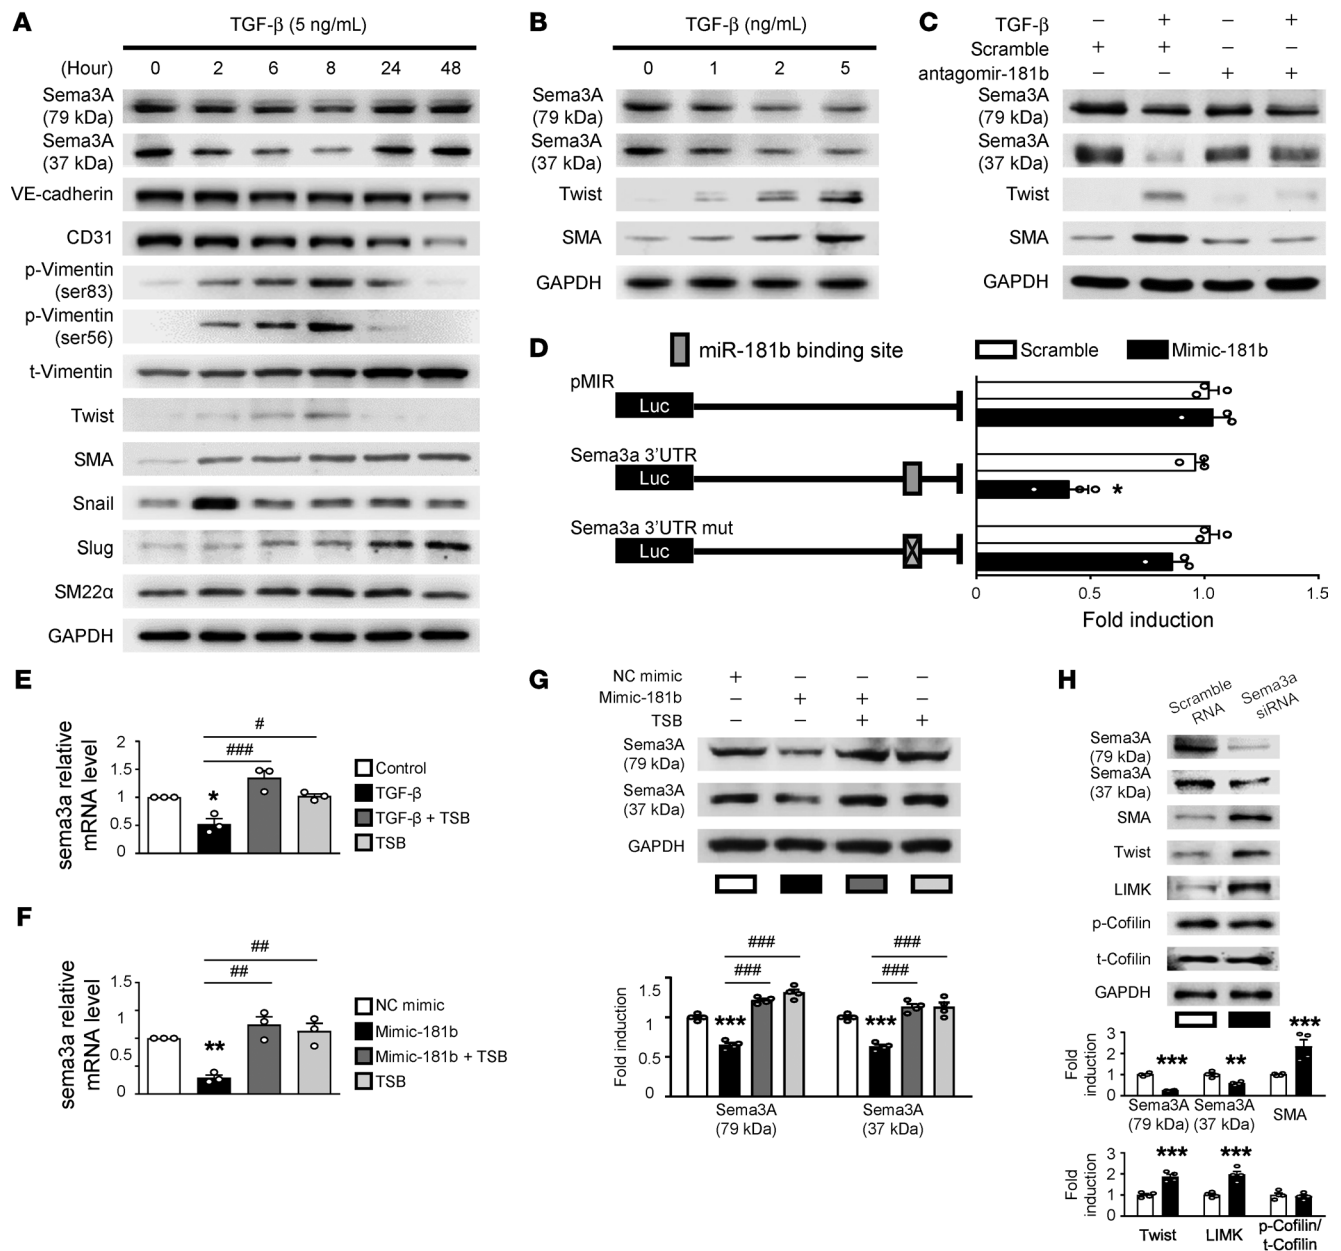 A
TGF-β (5 ng/mL)
(Hour) 0 2 6 8 24 48
Sema3A
(79 kDa)
Sema3A
(37 kDa)
VE-cadherin
CD31
p-Vimentin
(ser83)
p-Vimentin
(ser56)
t-Vimentin
Twist
SMA
Snail
Slug
SM22α
GAPDH
B
TGF-β (ng/mL)
0 1 2 5
Sema3A
(79 kDa)
Sema3A
(37 kDa)
Twist
SMA
GAPDH
C
TGF-β − + − +
Scramble + + − −
antagomir-181b − − + +
Sema3A
(79 kDa)
Sema3A
(37 kDa)
Twist
SMA
GAPDH
D
miR-181b binding site
Scramble Mimic-181b
pMIR
Luc
Sema3a 3'UTR
Luc
*
Sema3a 3'UTR mut
Luc
0 0.5 1.0 1.5
Fold induction
E
sema3a relative
mRNA level
2
1.5
1
0.5
0
*
###
#
Control
TGF-β
TGF-β + TSB
TSB
F
sema3a relative
mRNA level
1.5
1
0.5
0
**
##
##
NC mimic
Mimic-181b
Mimic-181b + TSB
TSB
G
NC mimic + − − −
Mimic-181b − + + −
TSB − − + +
Sema3A
(79 kDa)
Sema3A
(37 kDa)
GAPDH
Fold induction
1.5
1
0.5
0
###
###
***
###
###
***
Sema3A
(79 kDa)
Sema3A
(37 kDa)
H
Scramble
RNA
Sema3a
siRNA
Sema3A
(79 kDa)
Sema3A
(37 kDa)
SMA
Twist
LIMK
p-Cofilin
t-Cofilin
GAPDH
Fold
induction
3
2
1
0
***
**
***
Sema3A
(79 kDa)
Sema3A
(37 kDa)
SMA
Fold
induction
3
2
1
0
***
***
Twist
LIMK
p-Cofilin/
t-Cofilin